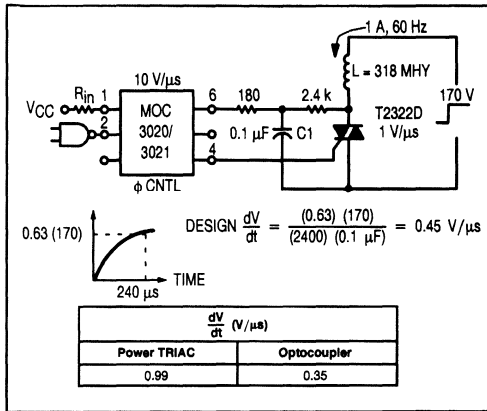 1 A, 60 Hz
10 V/µs
L = 318 MHY
170 V
VCC
Rin
1
MOC
3020/
3021
6
180
2.4 k
2
0.1 µF
C1
T2322D
1 V/µs
4
φ CNTL
0.63 (170)
DESIGN dV/dt = (0.63) (170) / (2400) (0.1 µF) = 0.45 V/µs
TIME
240 µs
dV/dt (V/µs)
Power TRIAC Optocoupler
0.99 0.35